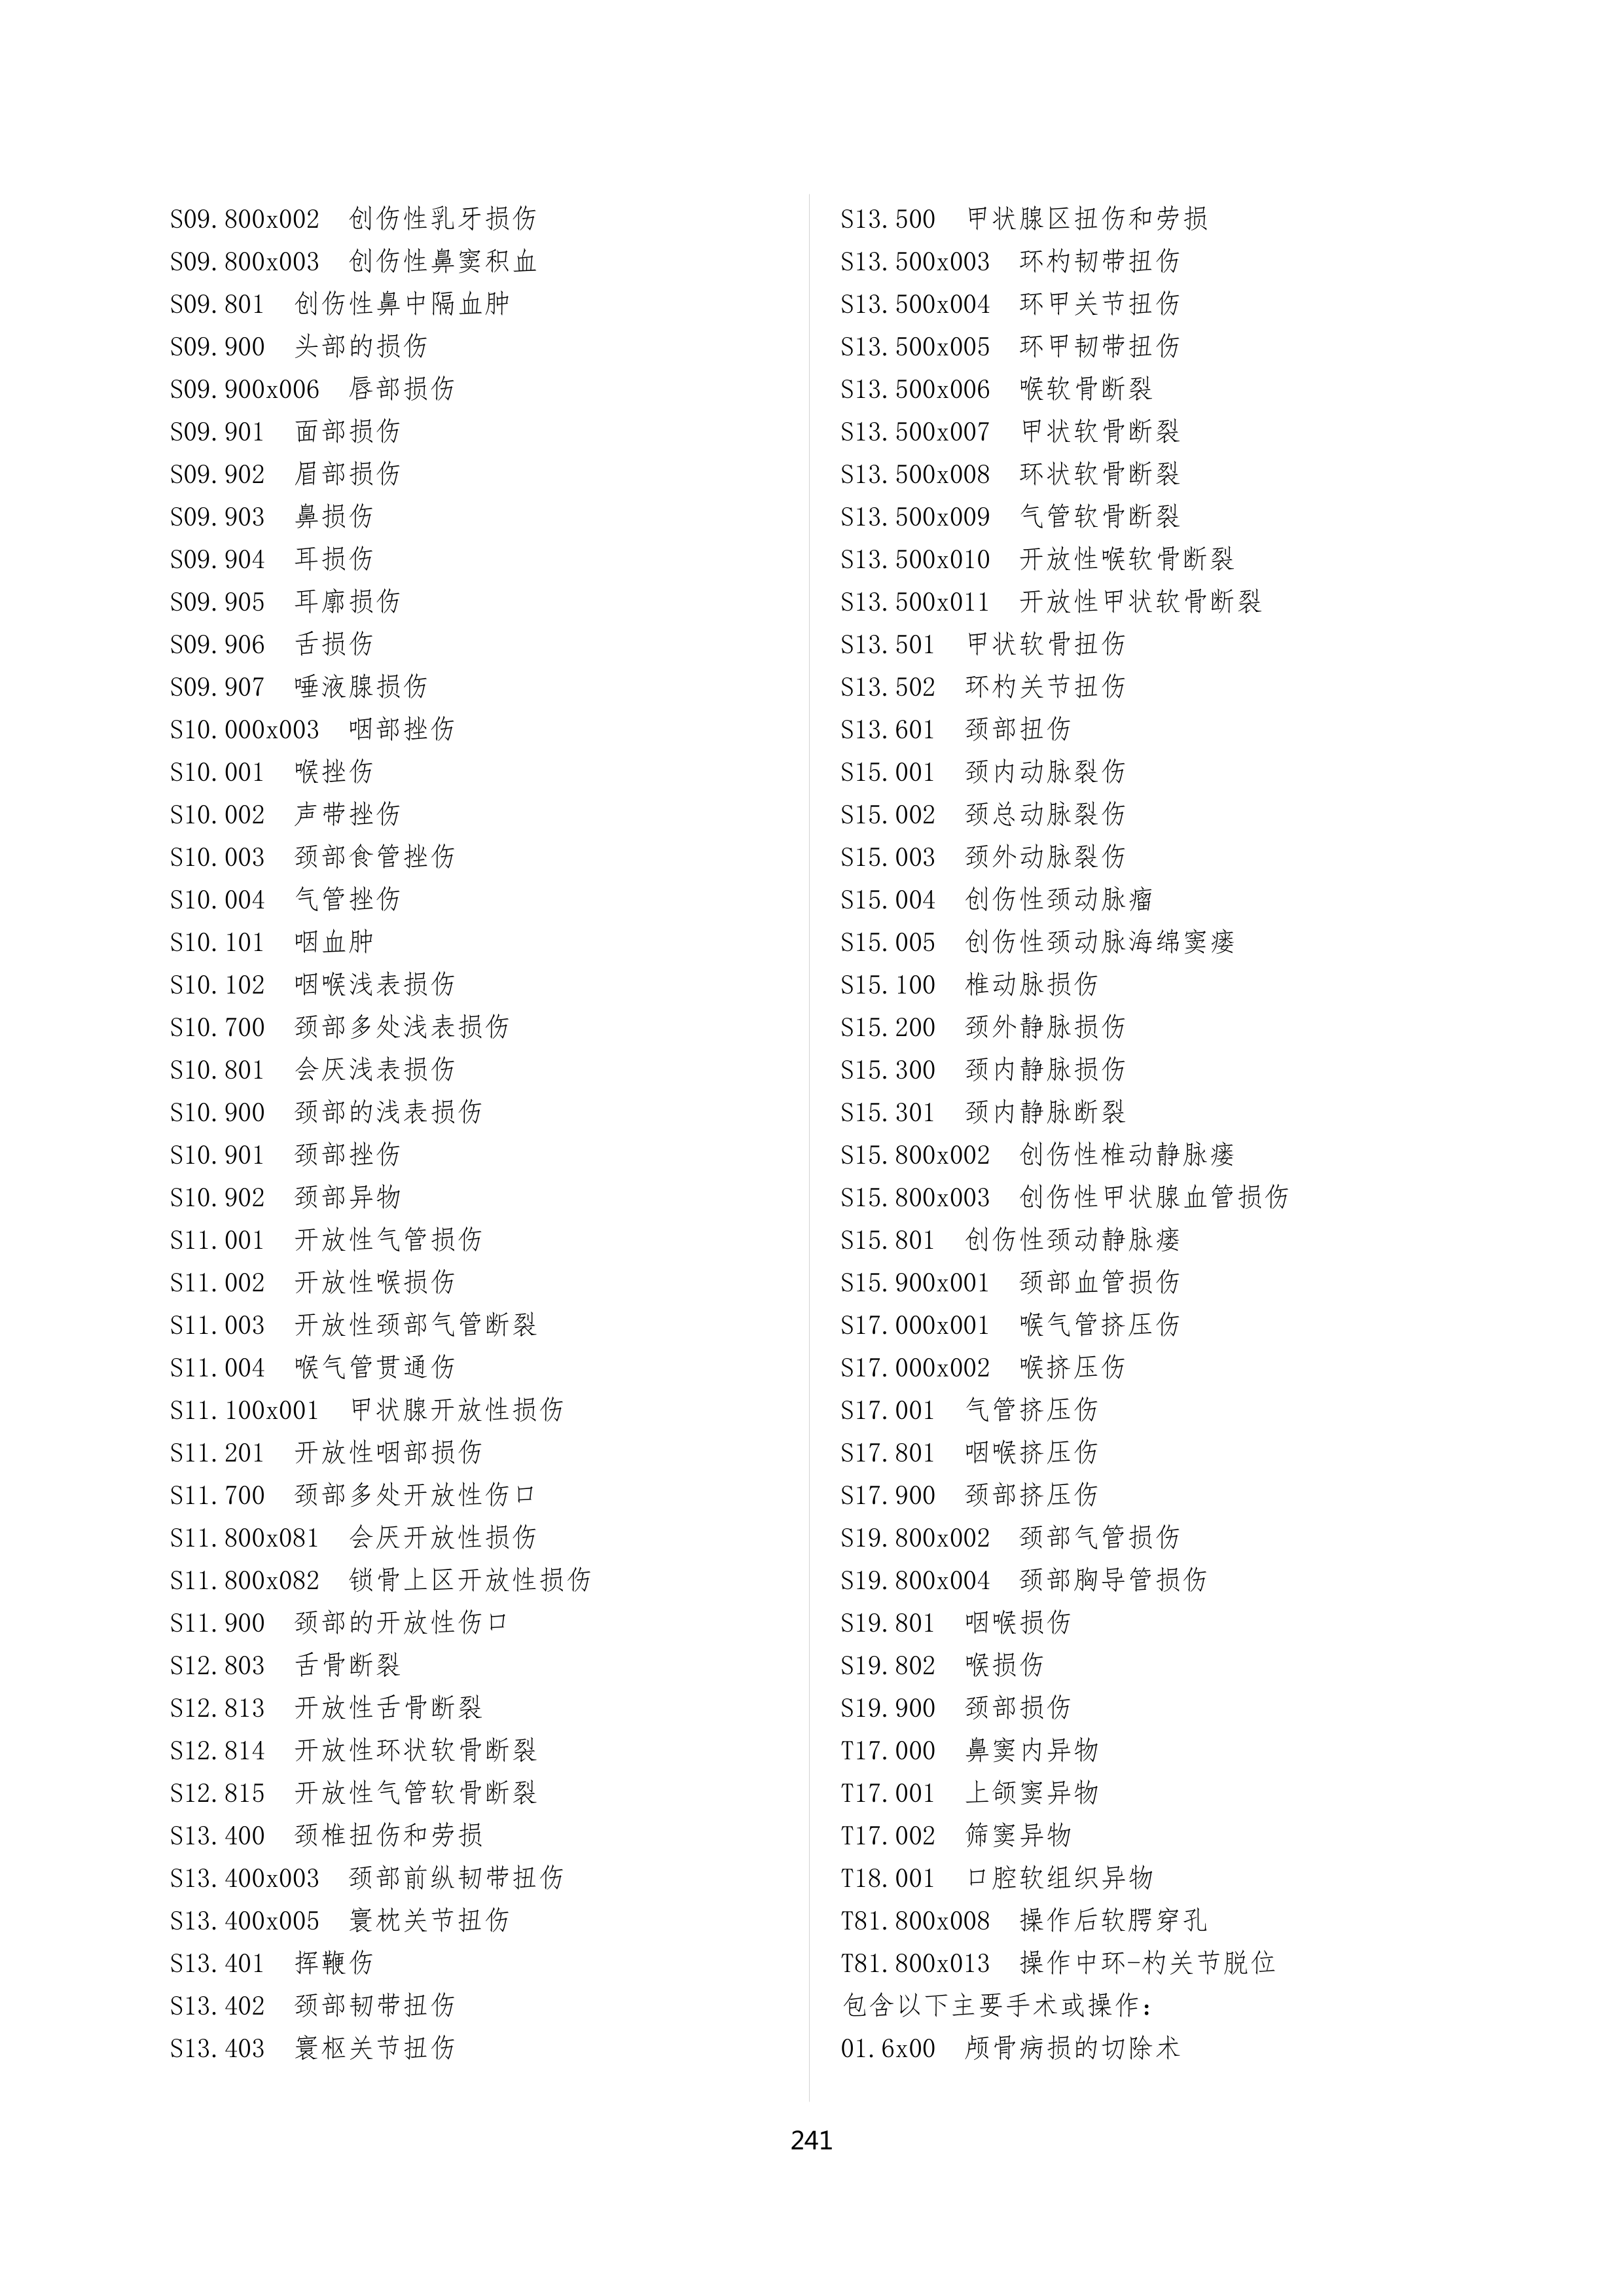 S09.800x002 创伤性乳牙损伤
S09.800x003 创伤性鼻窦积血
S09.801 创伤性鼻中隔血肿
S09.900 头部的损伤
S09.900x006 唇部损伤
S09.901 面部损伤
S09.902 眉部损伤
S09.903 鼻损伤
S09.904 耳损伤
S09.905 耳廓损伤
S09.906 舌损伤
S09.907 唾液腺损伤
S10.000x003 咽部挫伤
S10.001 喉挫伤
S10.002 声带挫伤
S10.003 颈部食管挫伤
S10.004 气管挫伤
S10.101 咽血肿
S10.102 咽喉浅表损伤
S10.700 颈部多处浅表损伤
S10.801 会厌浅表损伤
S10.900 颈部的浅表损伤
S10.901 颈部挫伤
S10.902 颈部异物
S11.001 开放性气管损伤
S11.002 开放性喉损伤
S11.003 开放性颈部气管断裂
S11.004 喉气管贯通伤
S11.100x001 甲状腺开放性损伤
S11.201 开放性咽部损伤
S11.700 颈部多处开放性伤口
S11.800x081 会厌开放性损伤
S11.800x082 锁骨上区开放性损伤
S11.900 颈部的开放性伤口
S12.803 舌骨断裂
S12.813 开放性舌骨断裂
S12.814 开放性环状软骨断裂
S12.815 开放性气管软骨断裂
S13.400 颈椎扭伤和劳损
S13.400x003 颈部前纵韧带扭伤
S13.400x005 寰枕关节扭伤
S13.401 挥鞭伤
S13.402 颈部韧带扭伤
S13.403 寰枢关节扭伤
S13.500 甲状腺区扭伤和劳损
S13.500x003 环杓韧带扭伤
S13.500x004 环甲关节扭伤
S13.500x005 环甲韧带扭伤
S13.500x006 喉软骨断裂
S13.500x007 甲状软骨断裂
S13.500x008 环状软骨断裂
S13.500x009 气管软骨断裂
S13.500x010 开放性喉软骨断裂
S13.500x011 开放性甲状软骨断裂
S13.501 甲状软骨扭伤
S13.502 环杓关节扭伤
S13.601 颈部扭伤
S15.001 颈内动脉裂伤
S15.002 颈总动脉裂伤
S15.003 颈外动脉裂伤
S15.004 创伤性颈动脉瘤
S15.005 创伤性颈动脉海绵窦瘘
S15.100 椎动脉损伤
S15.200 颈外静脉损伤
S15.300 颈内静脉损伤
S15.301 颈内静脉断裂
S15.800x002 创伤性椎动静脉瘘
S15.800x003 创伤性甲状腺血管损伤
S15.801 创伤性颈动静脉瘘
S15.900x001 颈部血管损伤
S17.000x001 喉气管挤压伤
S17.000x002 喉挤压伤
S17.001 气管挤压伤
S17.801 咽喉挤压伤
S17.900 颈部挤压伤
S19.800x002 颈部气管损伤
S19.800x004 颈部胸导管损伤
S19.801 咽喉损伤
S19.802 喉损伤
S19.900 颈部损伤
T17.000 鼻窦内异物
T17.001 上颌窦异物
T17.002 筛窦异物
T18.001 口腔软组织异物
T81.800x008 操作后软腭穿孔
T81.800x013 操作中环-杓关节脱位
包含以下主要手术或操作：
01.6x00 颅骨病损的切除术
241